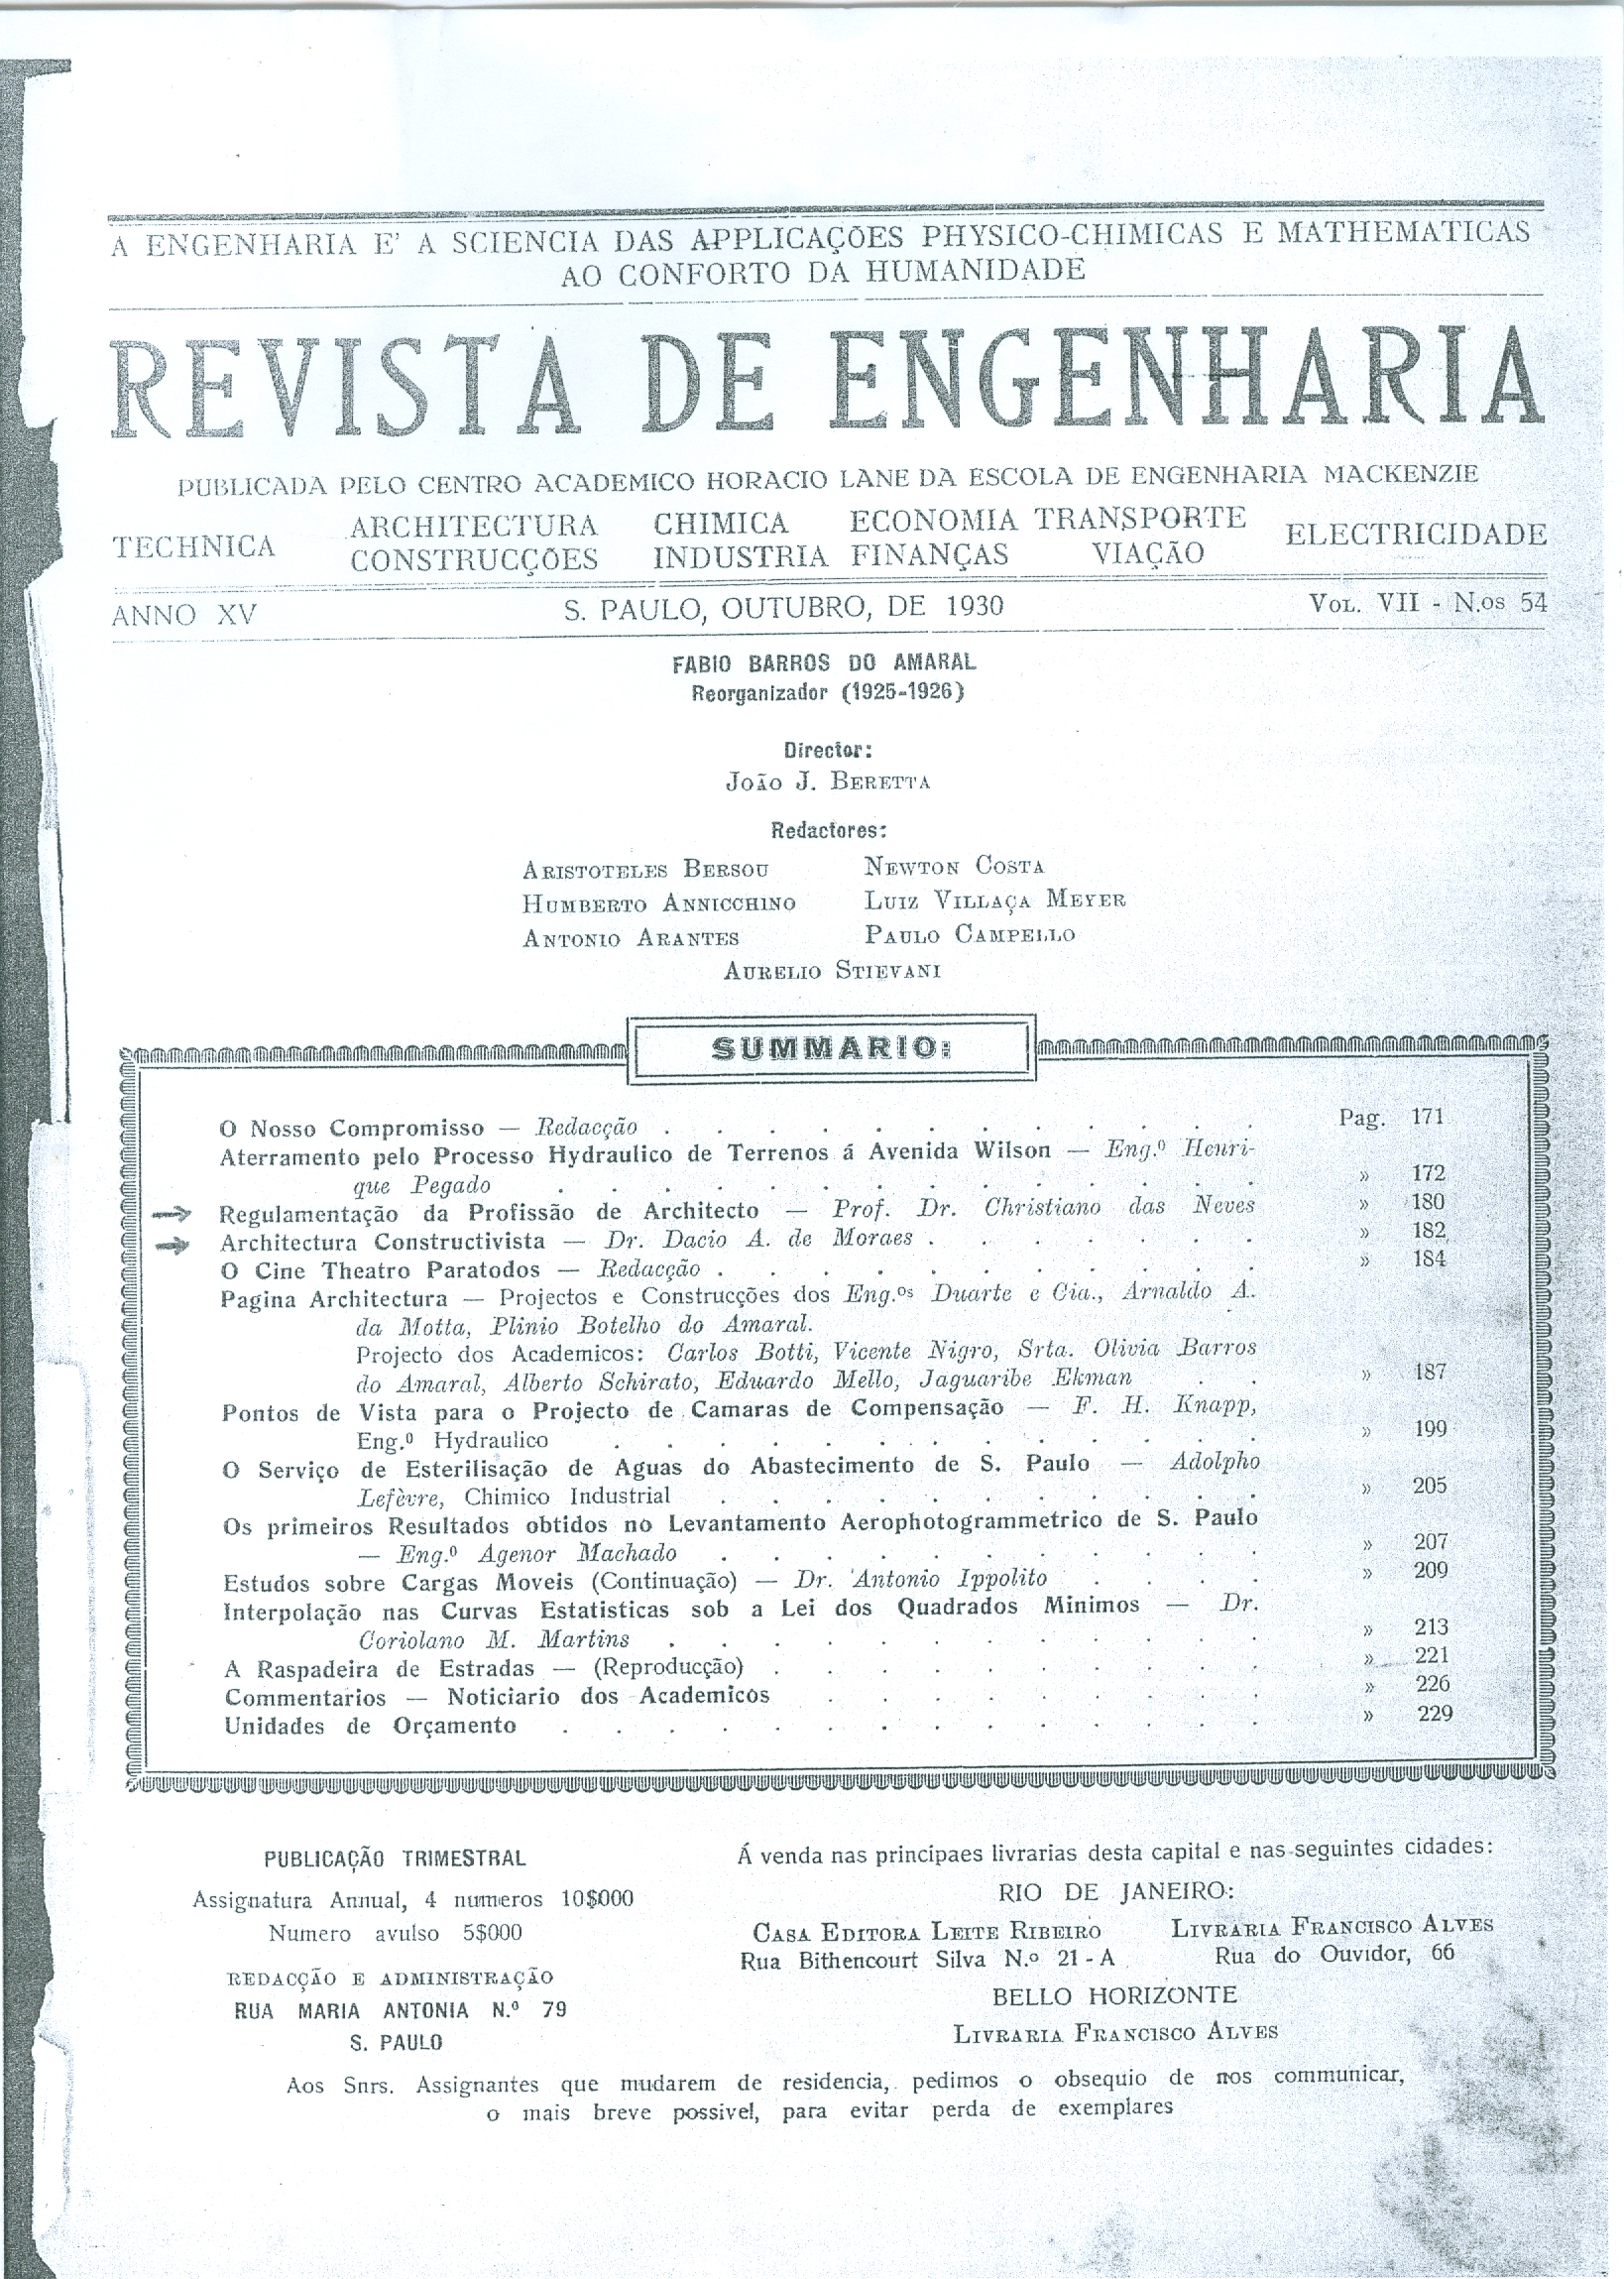 A ENGENHARIA E' A SCIENCIA DAS APPLICAÇÕES PHYSICO-CHIMICAS E MATHEMATICAS
AO CONFORTO DA HUMANIDADE
REVISTA DE ENGENHARIA
PUBLICADA PELO CENTRO ACADEMICO HORACIO LANE DA ESCOLA DE ENGENHARIA MACKENZIE
TECHNICA
ARCHITECTURA
CONSTRUCÇÕES
CHIMICA
INDUSTRIA
ECONOMIA
FINANÇAS
TRANSPORTE
VIAÇÃO
ELECTRICIDADE
ANNO XV S. PAULO, OUTUBRO, DE 1930 VOL. VII - N.os 54
FABIO BARROS DO AMARAL
Reorganizador (1925-1926)
Director:
JOÃO J. BERETTA
Redactores:
ARISTOTELES BERSOU NEWTON COSTA
HUMBERTO ANNICCHINO LUIZ VILLAÇA MEYER
ANTONIO ARANTES PAULO CAMPELLO
AURELIO STIEVANI
SUMMARIO:
O Nosso Compromisso — Redacção . . . . . . . . . . . . Pag. 171
Aterramento pelo Processo Hydraulico de Terrenos á Avenida Wilson — Eng.º Henri-
que Pegado . . . . . . . . . . . . . . » 172
Regulamentação da Profissão de Architecto — Prof. Dr. Christiano das Neves » 180
Architectura Constructivista — Dr. Dacio A. de Moraes . . . . . . . » 182
O Cine Theatro Paratodos — Redacção . . . . . . . . . . . » 184
Pagina Architectura — Projectos e Construcções dos Eng.os Duarte e Cia., Arnaldo A.
da Motta, Plinio Botelho do Amaral.
Projecto dos Academicos: Carlos Botti, Vicente Nigro, Srta. Olivia Barros
do Amaral, Alberto Schirato, Eduardo Mello, Jaguaribe Ekman . . » 187
Pontos de Vista para o Projecto de Camaras de Compensação — F. H. Knapp,
Eng.º Hydraulico . . . . . . . . . . . . . » 199
O Serviço de Esterilisação de Aguas do Abastecimento de S. Paulo — Adolpho
Lefèvre, Chimico Industrial . . . . . . . . . . . » 205
Os primeiros Resultados obtidos no Levantamento Aerophotogrammetrico de S. Paulo
— Eng.º Agenor Machado . . . . . . . . . . . » 207
Estudos sobre Cargas Moveis (Continuação) — Dr. Antonio Ippolito . . . . » 209
Interpolação nas Curvas Estatisticas sob a Lei dos Quadrados Minimos — Dr.
Coriolano M. Martins . . . . . . . . . . . . » 213
A Raspadeira de Estradas — (Reproducção) . . . . . . . . . . » 221
Commentarios — Noticiario dos Academicos . . . . . . . . . » 226
Unidades de Orçamento . . . . . . . . . . . . . . » 229
PUBLICAÇÃO TRIMESTRAL
Assignatura Annual, 4 numeros 10$000
Numero avulso 5$000
REDACÇÃO E ADMINISTRAÇÃO
RUA MARIA ANTONIA N.º 79
S. PAULO
Á venda nas principaes livrarias desta capital e nas seguintes cidades:
RIO DE JANEIRO:
CASA EDITORA LEITE RIBEIRO LIVRARIA FRANCISCO ALVES
Rua Bithencourt Silva N.º 21-A Rua do Ouvidor, 66
BELLO HORIZONTE
LIVRARIA FRANCISCO ALVES
Aos Snrs. Assignantes que mudarem de residencia, pedimos o obsequio de nos communicar,
o mais breve possivel, para evitar perda de exemplares